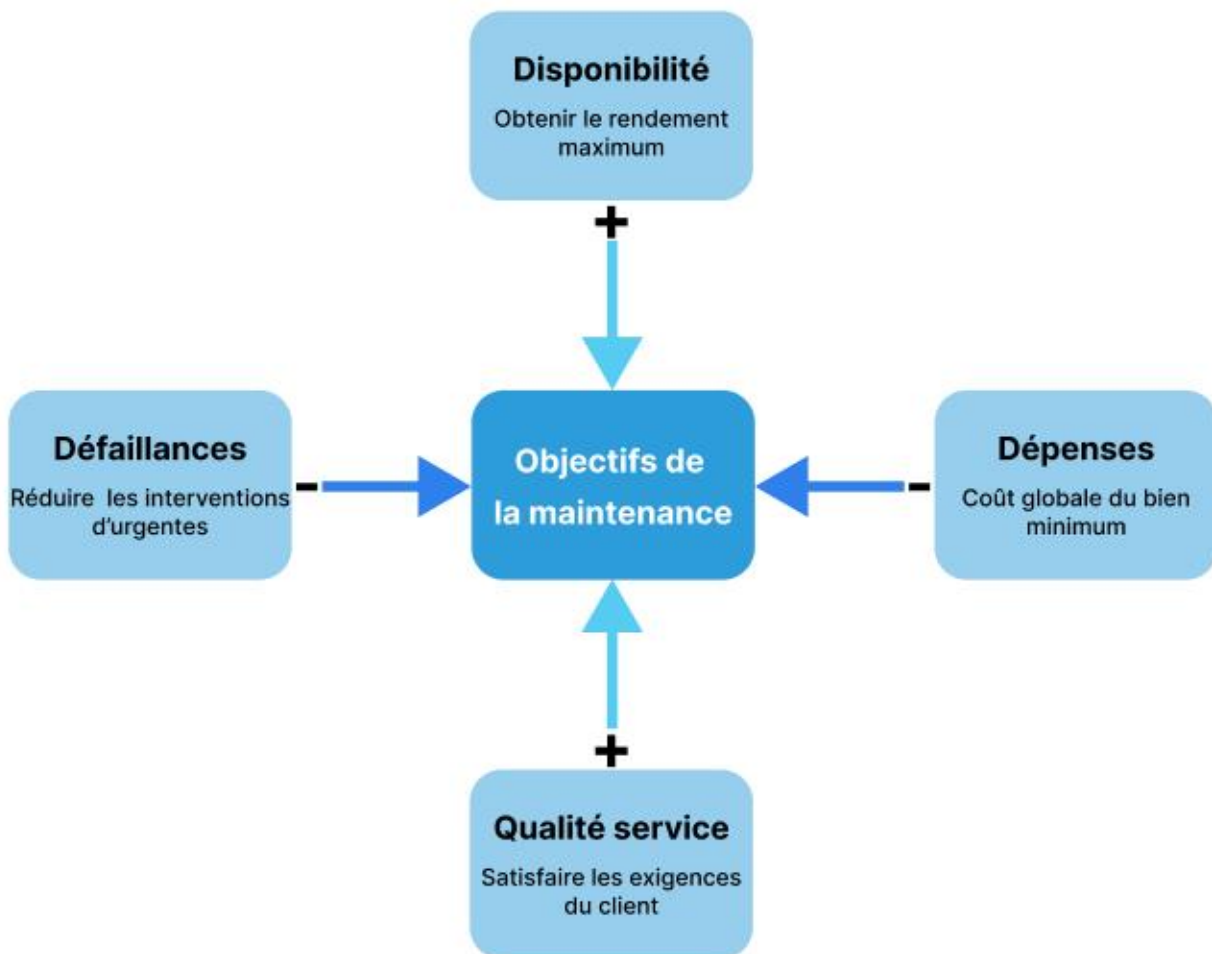 Disponibilité
Obtenir le rendement
maximum
+
Défaillances
Réduire les interventions
d'urgentes
-
Objectifs de
la maintenance
-
Dépenses
Coût globale du bien
minimum
+
Qualité service
Satisfaire les exigences
du client